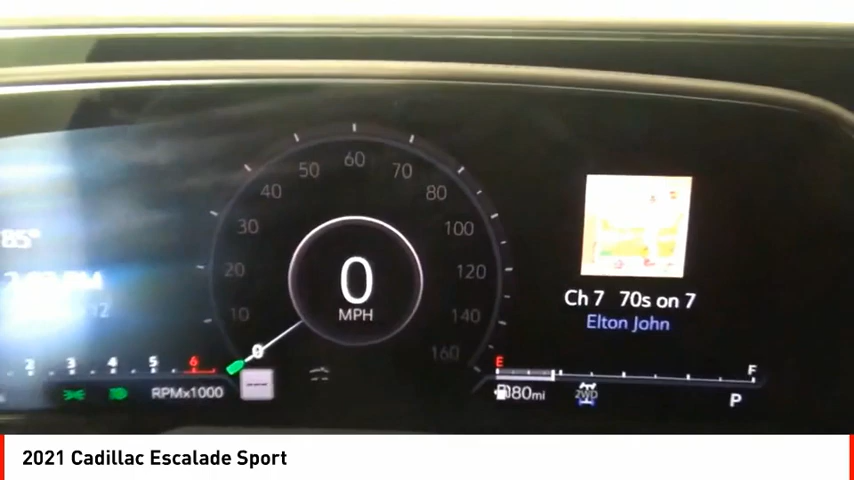 85°
60
50 70
40 80
30 100
20 120
10 140
0 160
0
MPH
Ch 7 70s on 7
Elton John
2 3 4 5 6
RPMx1000
E F
80mi 2WD P
2021 Cadillac Escalade Sport